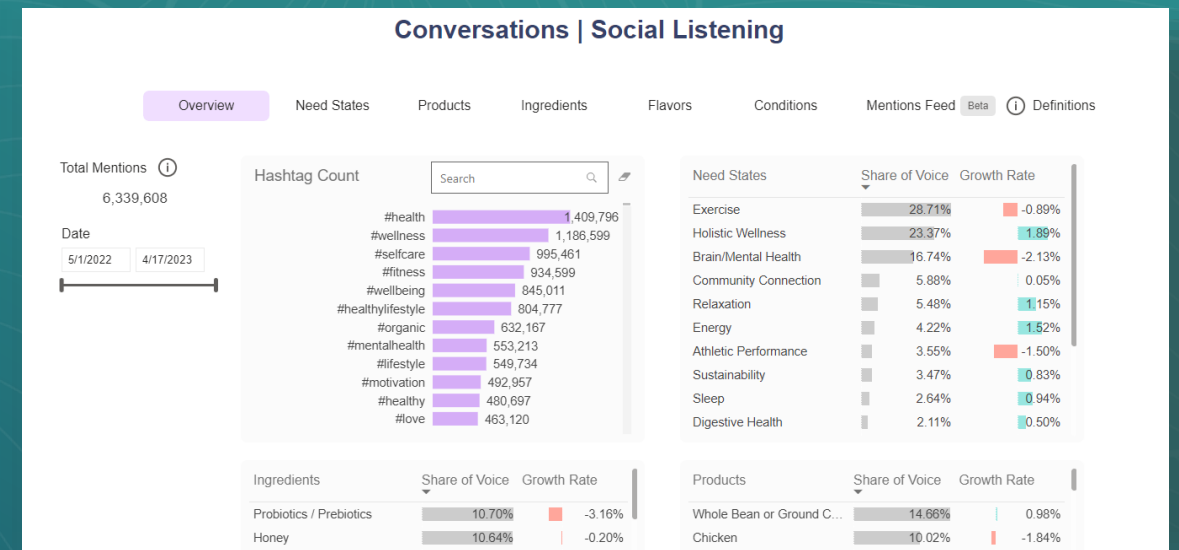 Conversations | Social Listening
Overview Need States Products Ingredients Flavors Conditions Mentions Feed Beta i Definitions
Total Mentions i
6,339,608
Date
5/1/2022 4/17/2023
Hashtag Count Search
#health 1,409,796
#wellness 1,186,599
#selfcare 995,461
#fitness 934,599
#wellbeing 845,011
#healthylifestyle 804,777
#organic 632,167
#mentalhealth 553,213
#lifestyle 549,734
#motivation 492,957
#healthy 480,697
#love 463,120
Need States Share of Voice Growth Rate
Exercise 28.71% -0.89%
Holistic Wellness 23.37% 1.89%
Brain/Mental Health 16.74% -2.13%
Community Connection 5.88% 0.05%
Relaxation 5.48% 1.15%
Energy 4.22% 1.52%
Athletic Performance 3.55% -1.50%
Sustainability 3.47% 0.83%
Sleep 2.64% 0.94%
Digestive Health 2.11% 0.50%
Ingredients Share of Voice Growth Rate
Probiotics / Prebiotics 10.70% -3.16%
Honey 10.64% -0.20%
Products Share of Voice Growth Rate
Whole Bean or Ground C... 14.66% 0.98%
Chicken 10.02% -1.84%